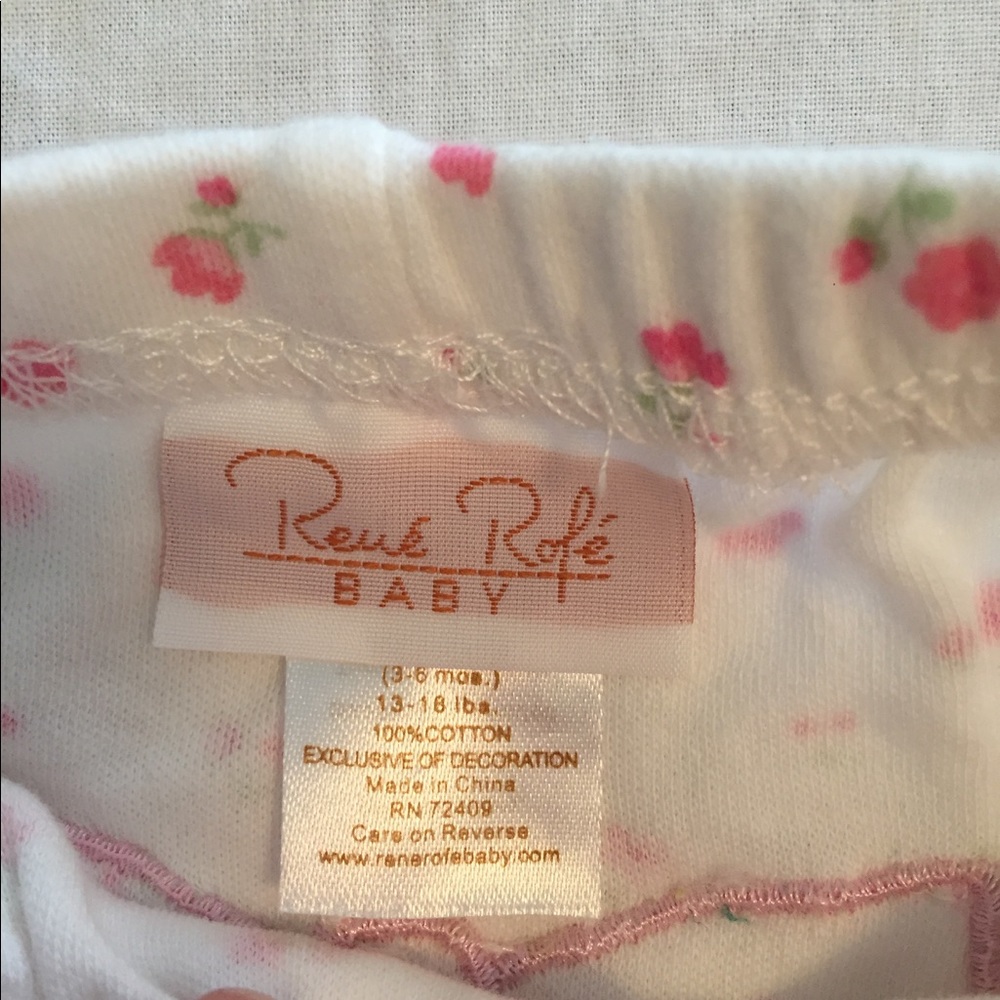 René Rofé
BABY
(3-6 mos.)
13-18 lbs.
100%COTTON
EXCLUSIVE OF DECORATION
Made in China
RN 72409
Care on Reverse
www.renerofebaby.com